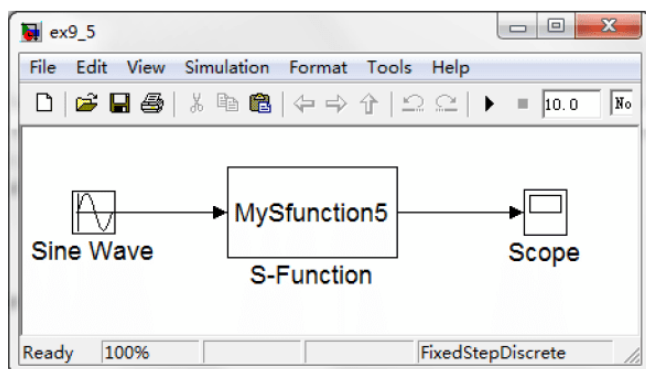 ex9_5
File Edit View Simulation Format Tools Help
10.0 No
MySfunction5
Sine Wave
Scope
S-Function
Ready 100% FixedStepDiscrete